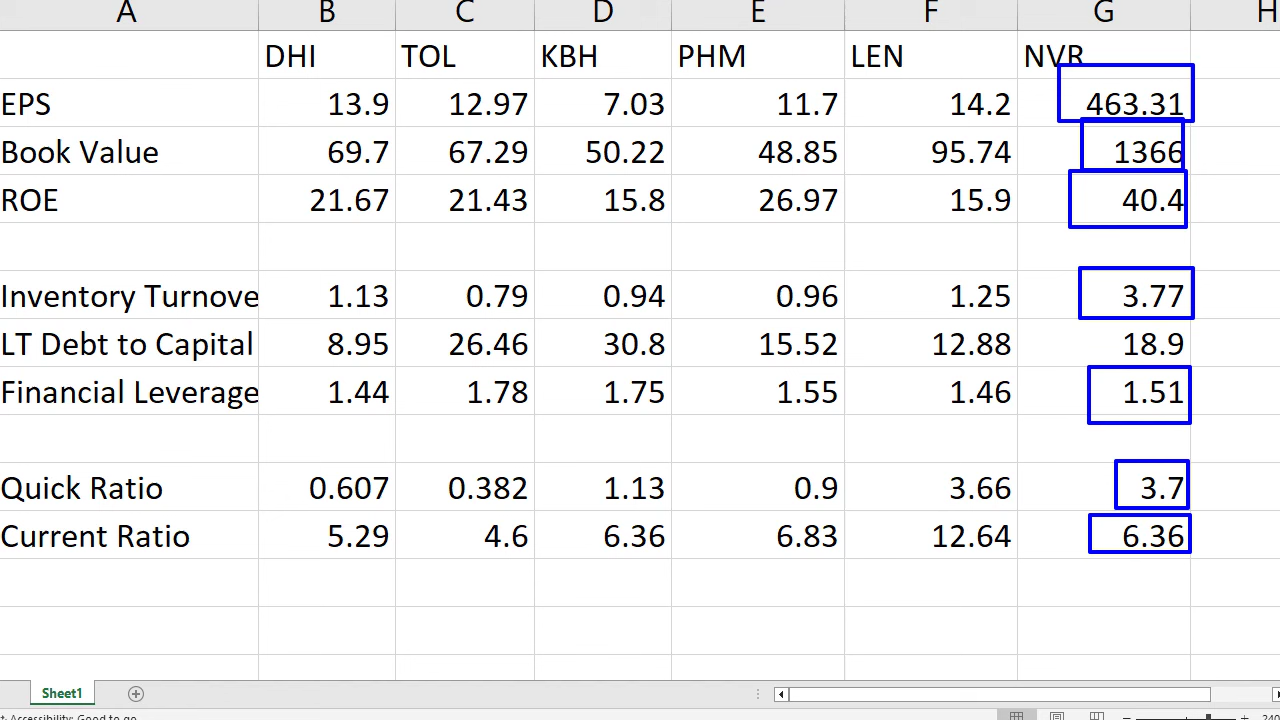 A B C D E F G H
DHI TOL KBH PHM LEN NVR
EPS 13.9 12.97 7.03 11.7 14.2 463.31
Book Value 69.7 67.29 50.22 48.85 95.74 1366
ROE 21.67 21.43 15.8 26.97 15.9 40.4
Inventory Turnove 1.13 0.79 0.94 0.96 1.25 3.77
LT Debt to Capital 8.95 26.46 30.8 15.52 12.88 18.9
Financial Leverage 1.44 1.78 1.75 1.55 1.46 1.51
Quick Ratio 0.607 0.382 1.13 0.9 3.66 3.7
Current Ratio 5.29 4.6 6.36 6.83 12.64 6.36
Sheet1
Accessibility: Good to go